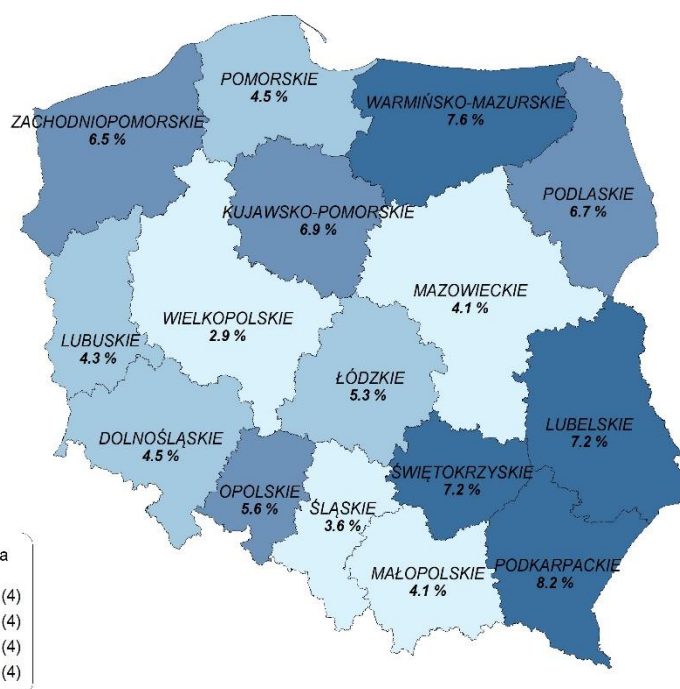 POMORSKIE
4.5 %
WARMIŃSKO-MAZURSKIE
7.6 %
ZACHODNIOPOMORSKIE
6.5 %
PODLASKIE
6.7 %
KUJAWSKO-POMORSKIE
6.9 %
MAZOWIECKIE
4.1 %
WIELKOPOLSKIE
2.9 %
LUBUSKIE
4.3 %
ŁÓDZKIE
5.3 %
LUBELSKIE
7.2 %
DOLNOŚLĄSKIE
4.5 %
ŚWIĘTOKRZYSKIE
7.2 %
OPOLSKIE
5.6 %
ŚLĄSKIE
3.6 %
MAŁOPOLSKIE
4.1 %
PODKARPACKIE
8.2 %
a
(4)
(4)
(4)
(4)